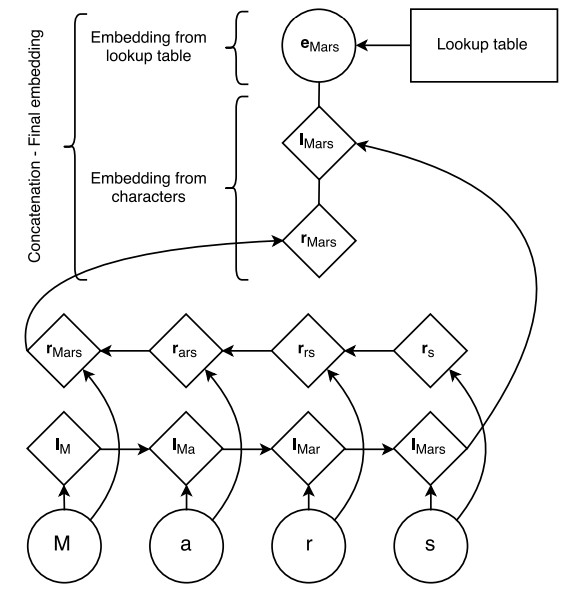 Concatenation - Final embedding
Embedding from
lookup table
e_Mars
Lookup table
l_Mars
Embedding from
characters
r_Mars
r_Mars
r_ars
r_rs
r_s
l_M
l_Ma
l_Mar
l_Mars
M
a
r
s